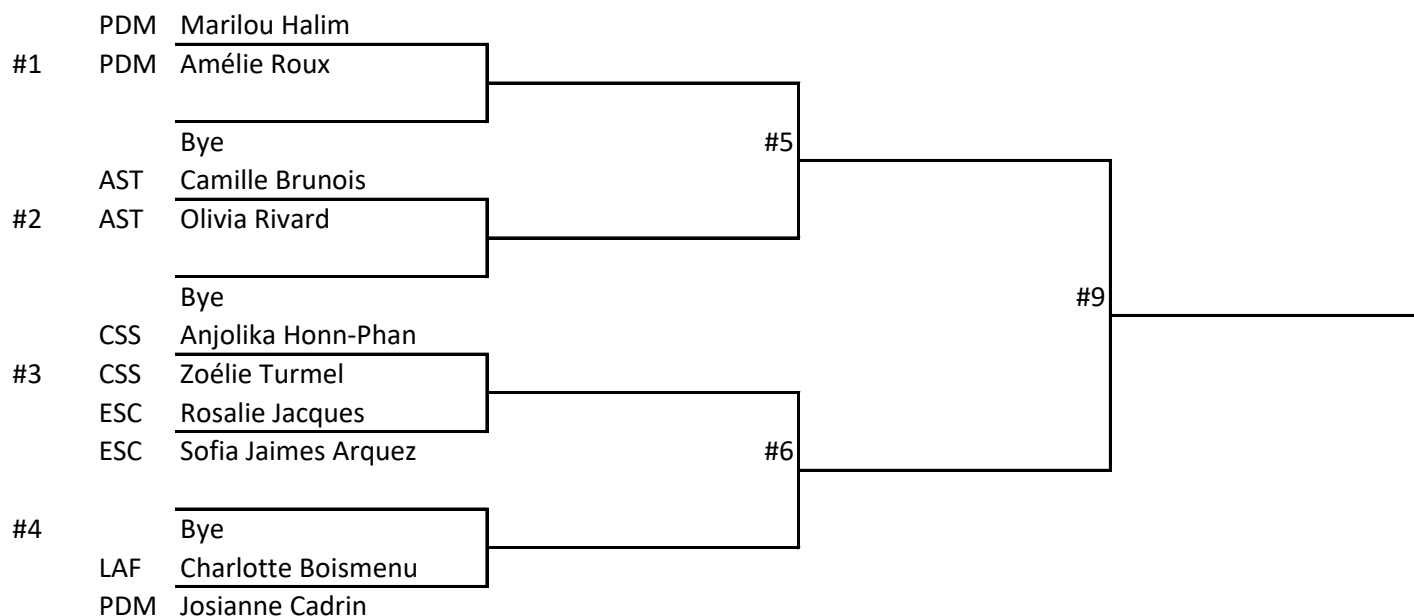 PDM Marilou Halim
#1 PDM Amélie Roux
Bye #5
AST Camille Brunois
#2 AST Olivia Rivard
Bye #9
CSS Anjolika Honn-Phan
#3 CSS Zoélie Turmel
ESC Rosalie Jacques
ESC Sofia Jaimes Arquez #6
#4 Bye
LAF Charlotte Boismenu
PDM Josianne Cadrin